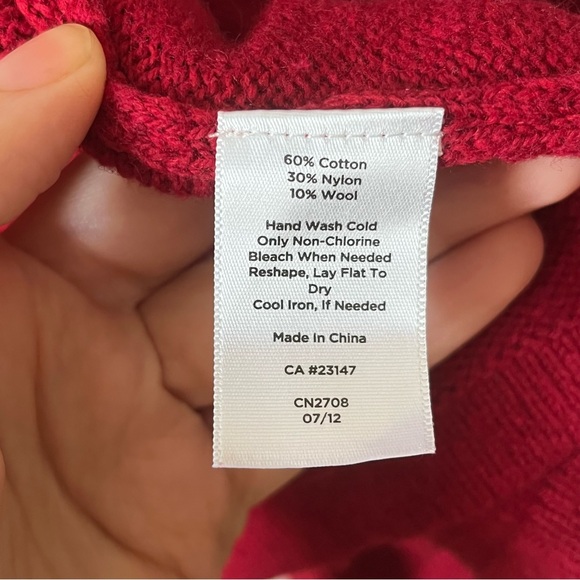 60% Cotton
30% Nylon
10% Wool
Hand Wash Cold
Only Non-Chlorine
Bleach When Needed
Reshape, Lay Flat To
Dry
Cool Iron, If Needed
Made In China
CA #23147
CN2708
07/12